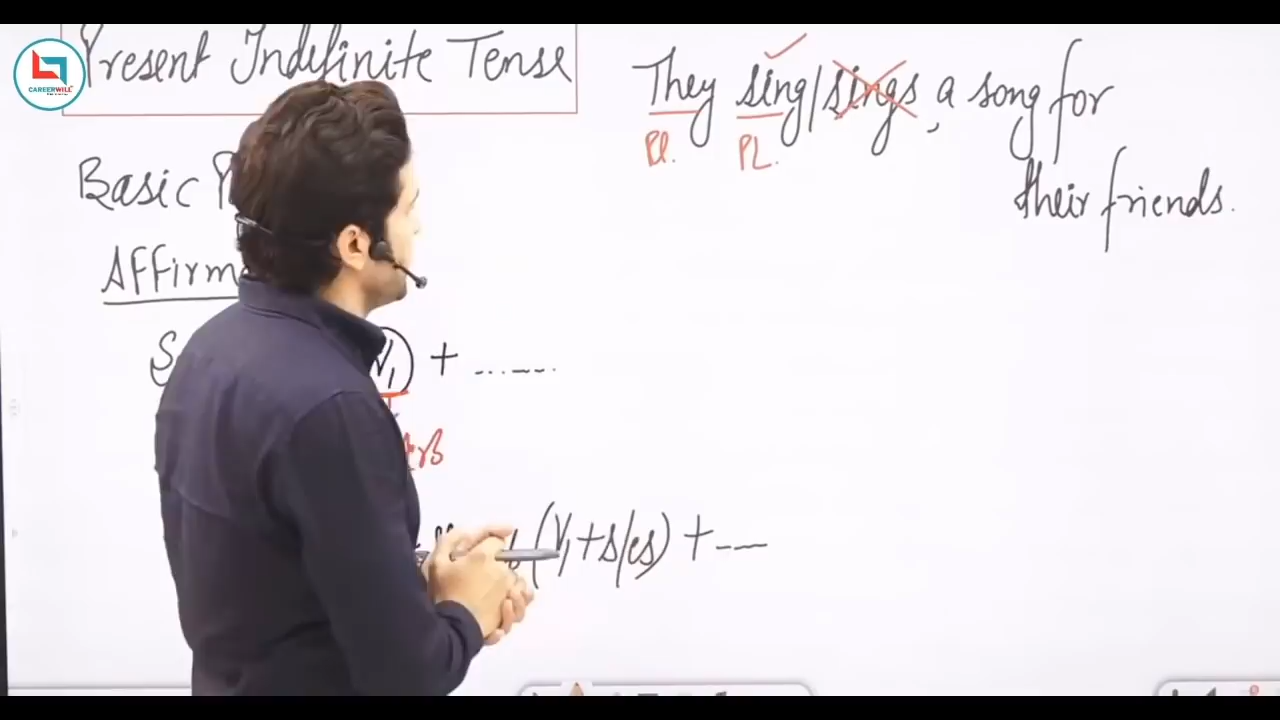 CAREERWILL
Present Indefinite Tense
They sing/sings, a song for
Pl. PL.
their friends.
Basic
Affirm
V₁ + ........
(V₁+s/es) + ----